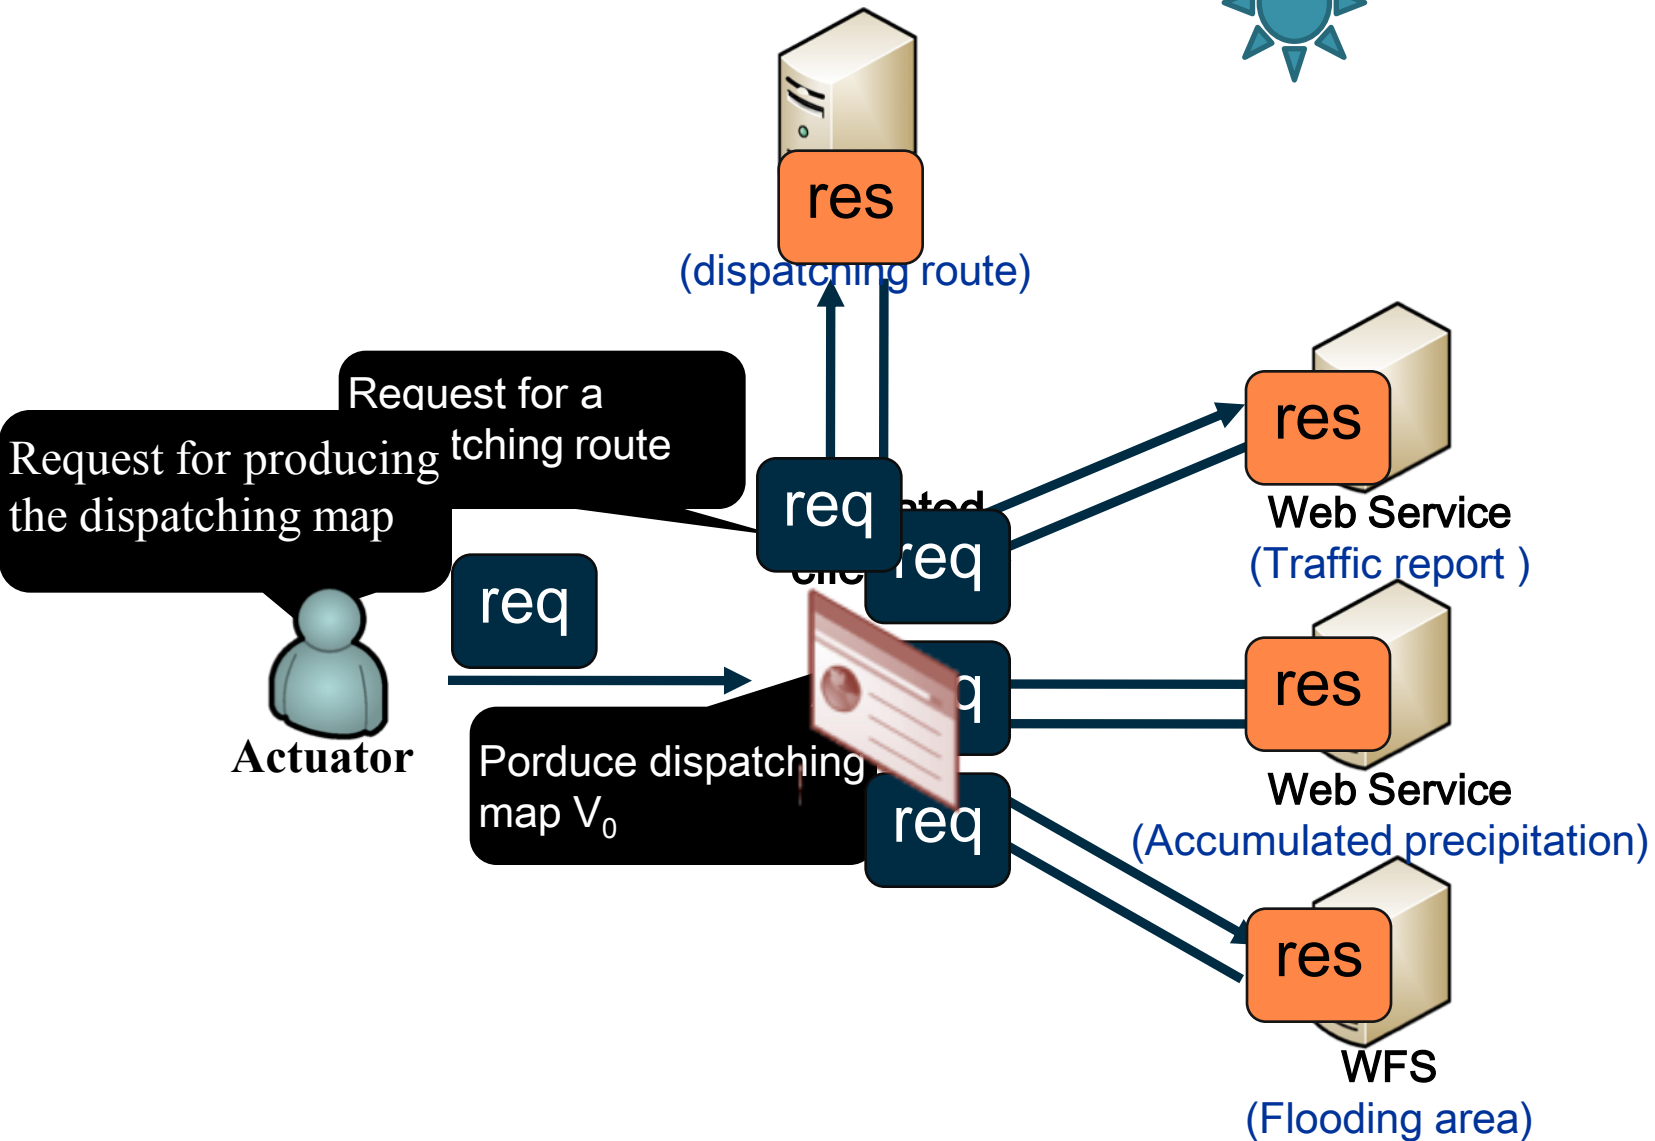 res
(dispatching route)
Request for a
tching route
Request for producing
the dispatching map
res
req
req
req
Web Service
(Traffic report )
res
req
Actuator
Porduce dispatching
map V0
Web Service
(Accumulated precipitation)
res
WFS
(Flooding area)